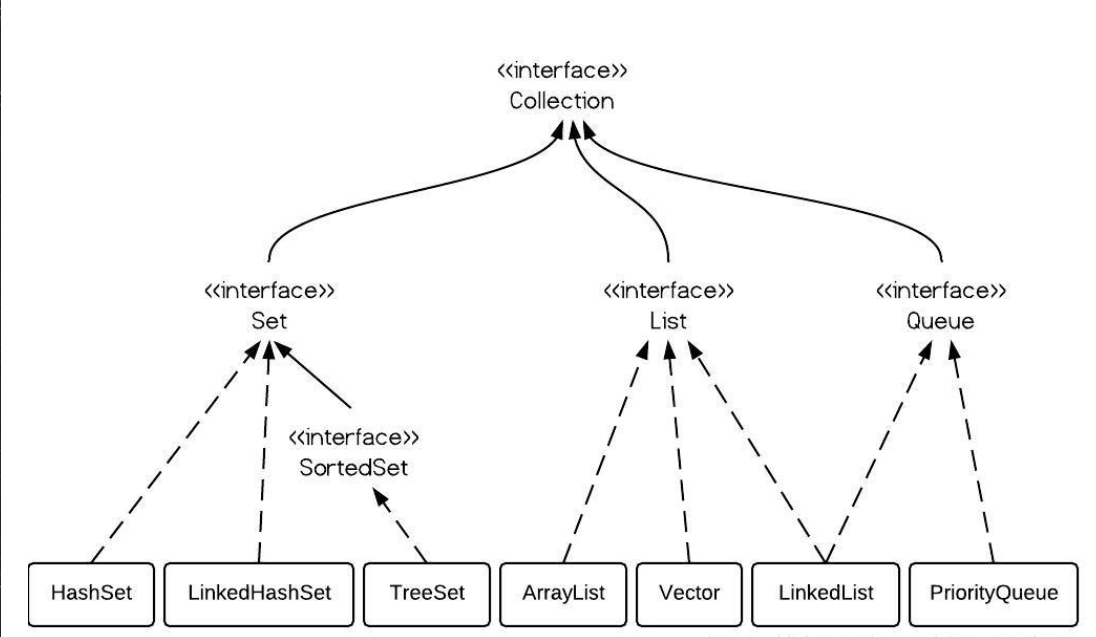 <<interface>>
Collection
<<interface>>
Set
<<interface>>
List
<<interface>>
Queue
<<interface>>
SortedSet
HashSet
LinkedHashSet
TreeSet
ArrayList
Vector
LinkedList
PriorityQueue